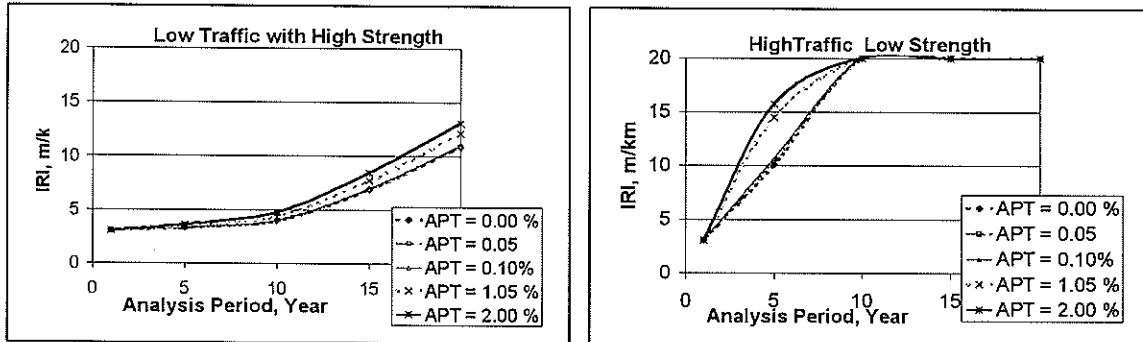 Low Traffic with High Strength
20
15
10
5
0
IRI, m/k
0 5 10 15
Analysis Period, Year
APT = 0.00 %
APT = 0.05
APT = 0.10%
APT = 1.05 %
APT = 2.00 %
HighTraffic Low Strength
20
15
10
5
0
IRI, m/km
0 5 10 15
Analysis Period, Year
APT = 0.00 %
APT = 0.05
APT = 0.10%
APT = 1.05 %
APT = 2.00 %